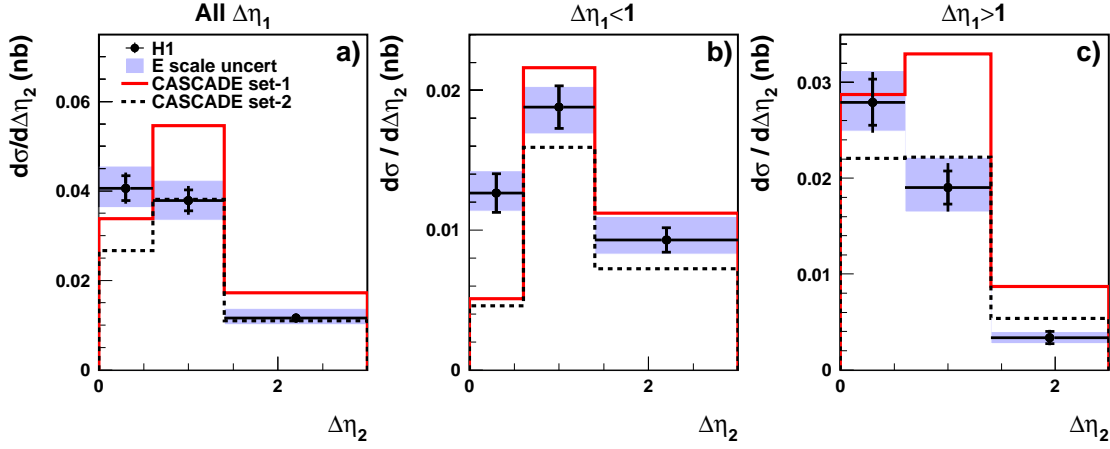 All Δη1
a)
H1
E scale uncert
CASCADE set-1
CASCADE set-2
dσ/dΔη2 (nb)
0.06
0.04
0.02
0
0
2
Δη2
Δη1<1
b)
dσ / dΔη2 (nb)
0.02
0.01
0
0
2
Δη2
Δη1>1
c)
dσ / dΔη2 (nb)
0.03
0.02
0.01
0
0
2
Δη2